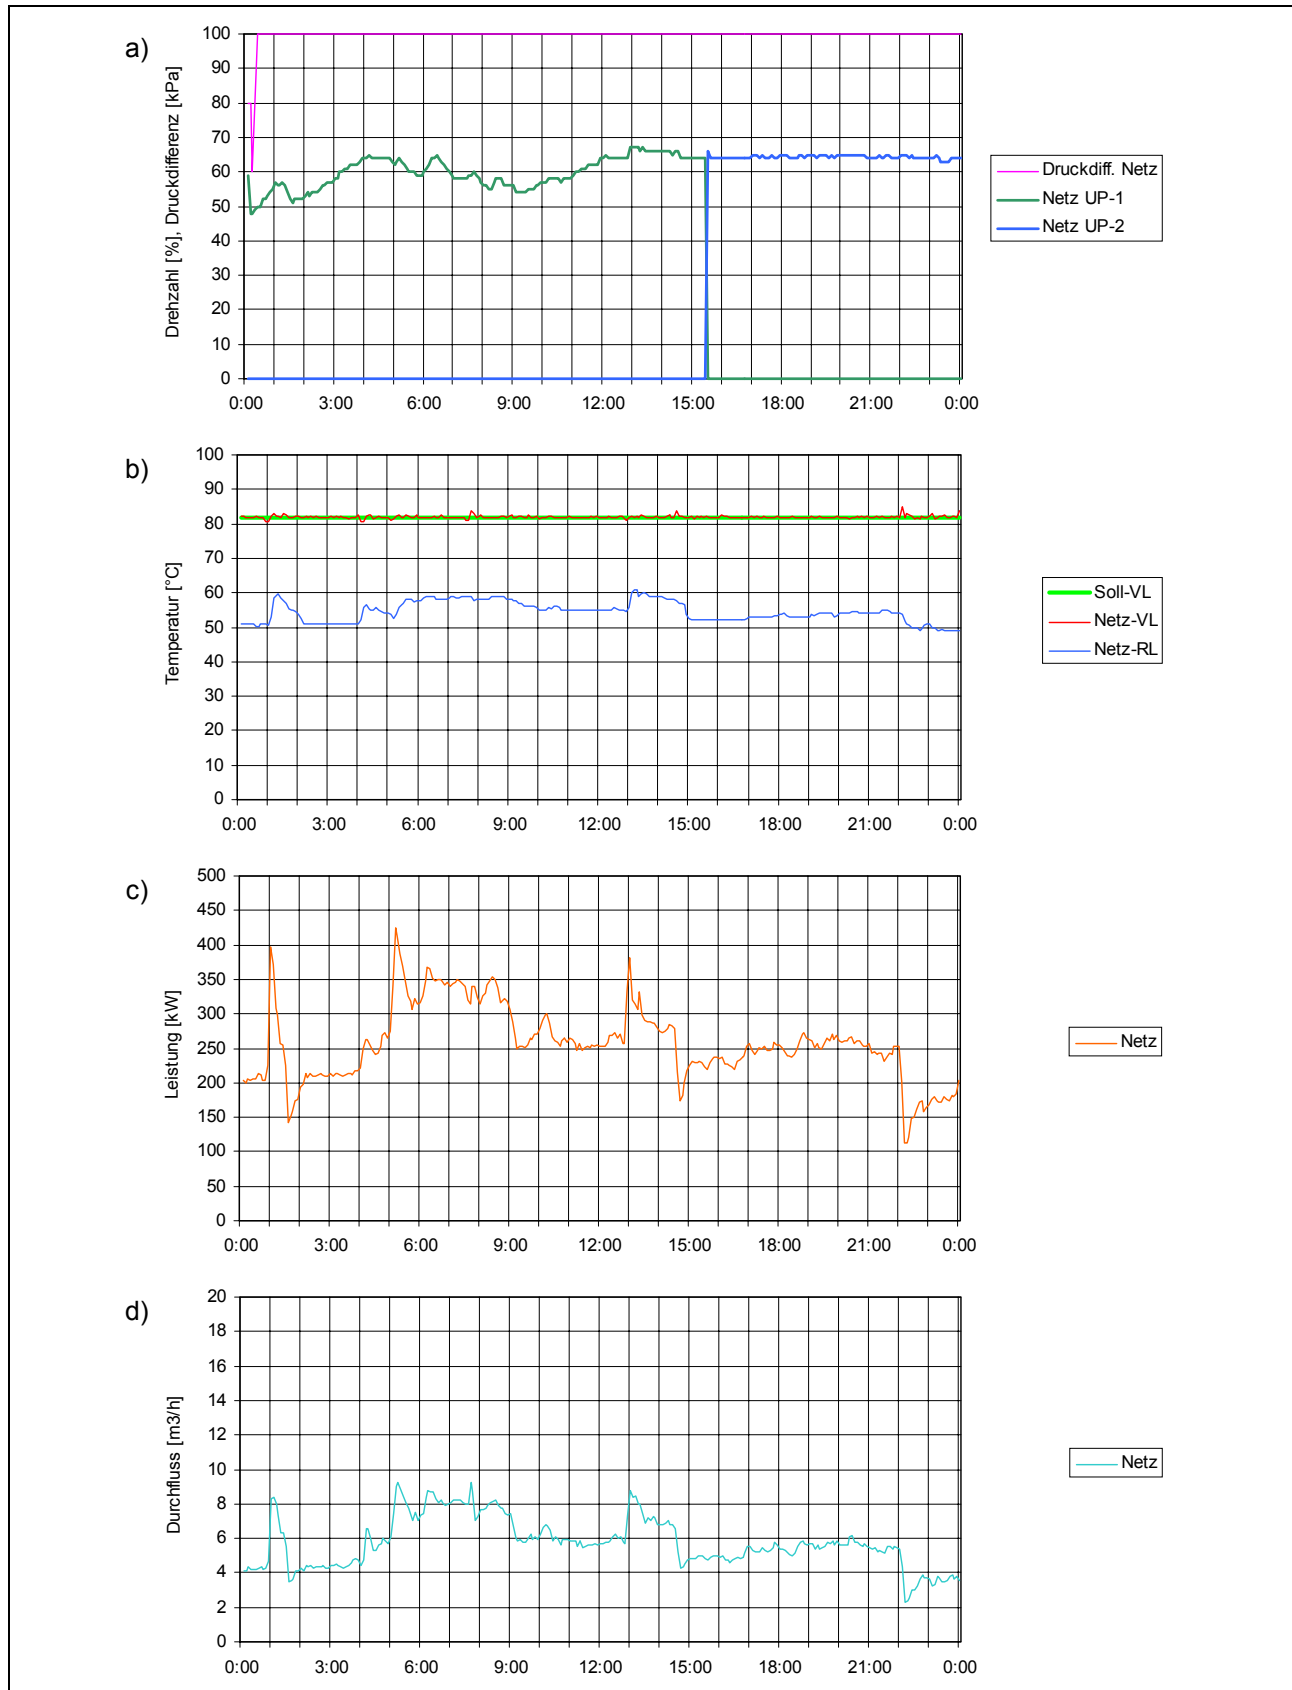 a)
Drehzahl [%], Druckdifferenz [kPa]
100
90
80
70
60
50
40
30
20
10
0
0:00 3:00 6:00 9:00 12:00 15:00 18:00 21:00 0:00
Druckdiff. Netz
Netz UP-1
Netz UP-2
b)
Temperatur [°C]
100
90
80
70
60
50
40
30
20
10
0
0:00 3:00 6:00 9:00 12:00 15:00 18:00 21:00 0:00
Soll-VL
Netz-VL
Netz-RL
c)
Leistung [kW]
500
450
400
350
300
250
200
150
100
50
0
0:00 3:00 6:00 9:00 12:00 15:00 18:00 21:00 0:00
Netz
d)
Durchfluss [m3/h]
20
18
16
14
12
10
8
6
4
2
0
0:00 3:00 6:00 9:00 12:00 15:00 18:00 21:00 0:00
Netz